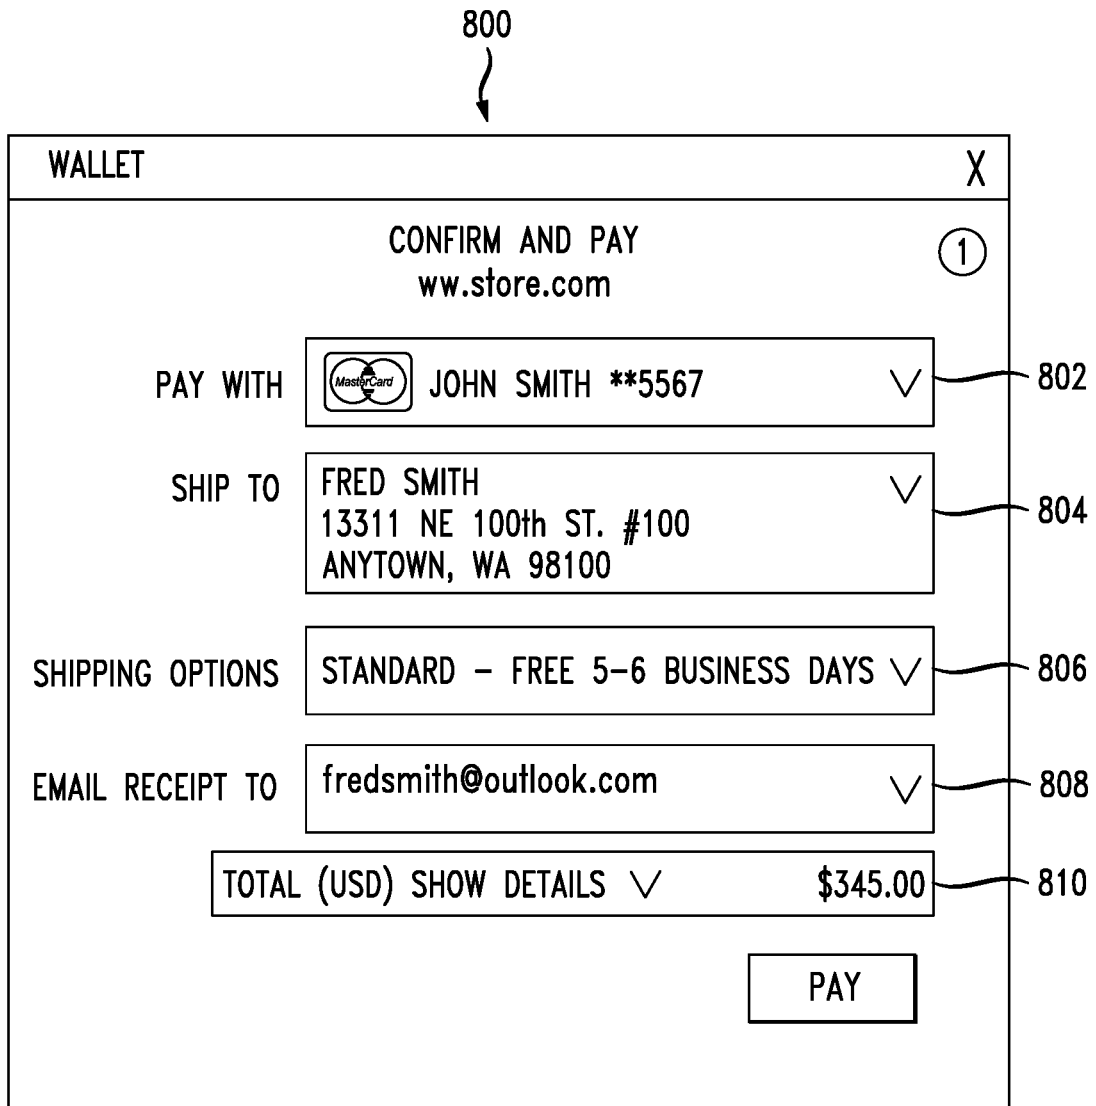 800
WALLET X
CONFIRM AND PAY 1
ww.store.com
PAY WITH MasterCard JOHN SMITH **5567 802
SHIP TO FRED SMITH
13311 NE 100th ST. #100 804
ANYTOWN, WA 98100
SHIPPING OPTIONS STANDARD – FREE 5–6 BUSINESS DAYS 806
EMAIL RECEIPT TO fredsmith@outlook.com 808
TOTAL (USD) SHOW DETAILS $345.00 810
PAY